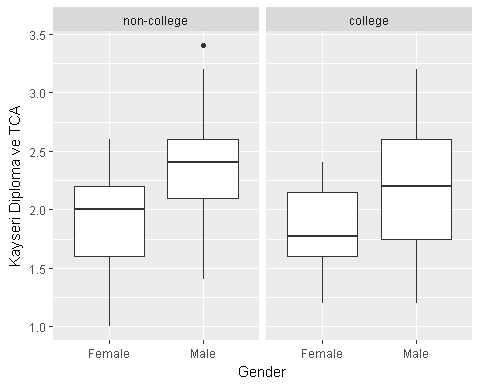 non-college
college
Kayseri Diploma ve TCA
3.5
3.0
2.5
2.0
1.5
1.0
Female
Male
Female
Male
Gender